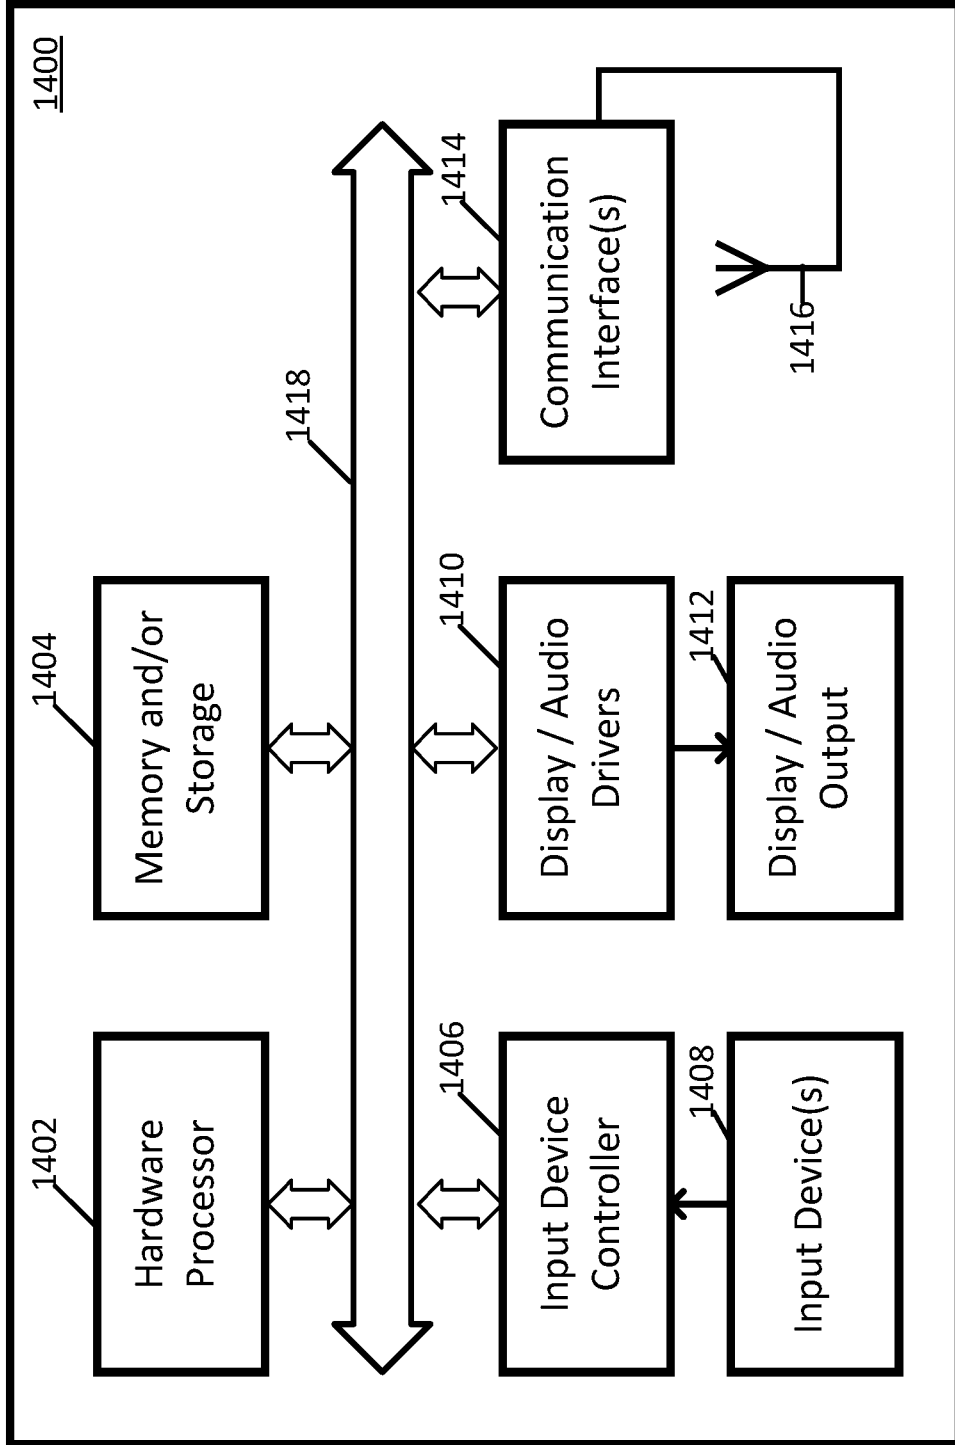 1400
1402
Hardware
Processor
1404
Memory and/or
Storage
1418
1406
Input Device
Controller
1410
Display / Audio
Drivers
1414
Communication
Interface(s)
1408
Input Device(s)
1412
Display / Audio
Output
1416